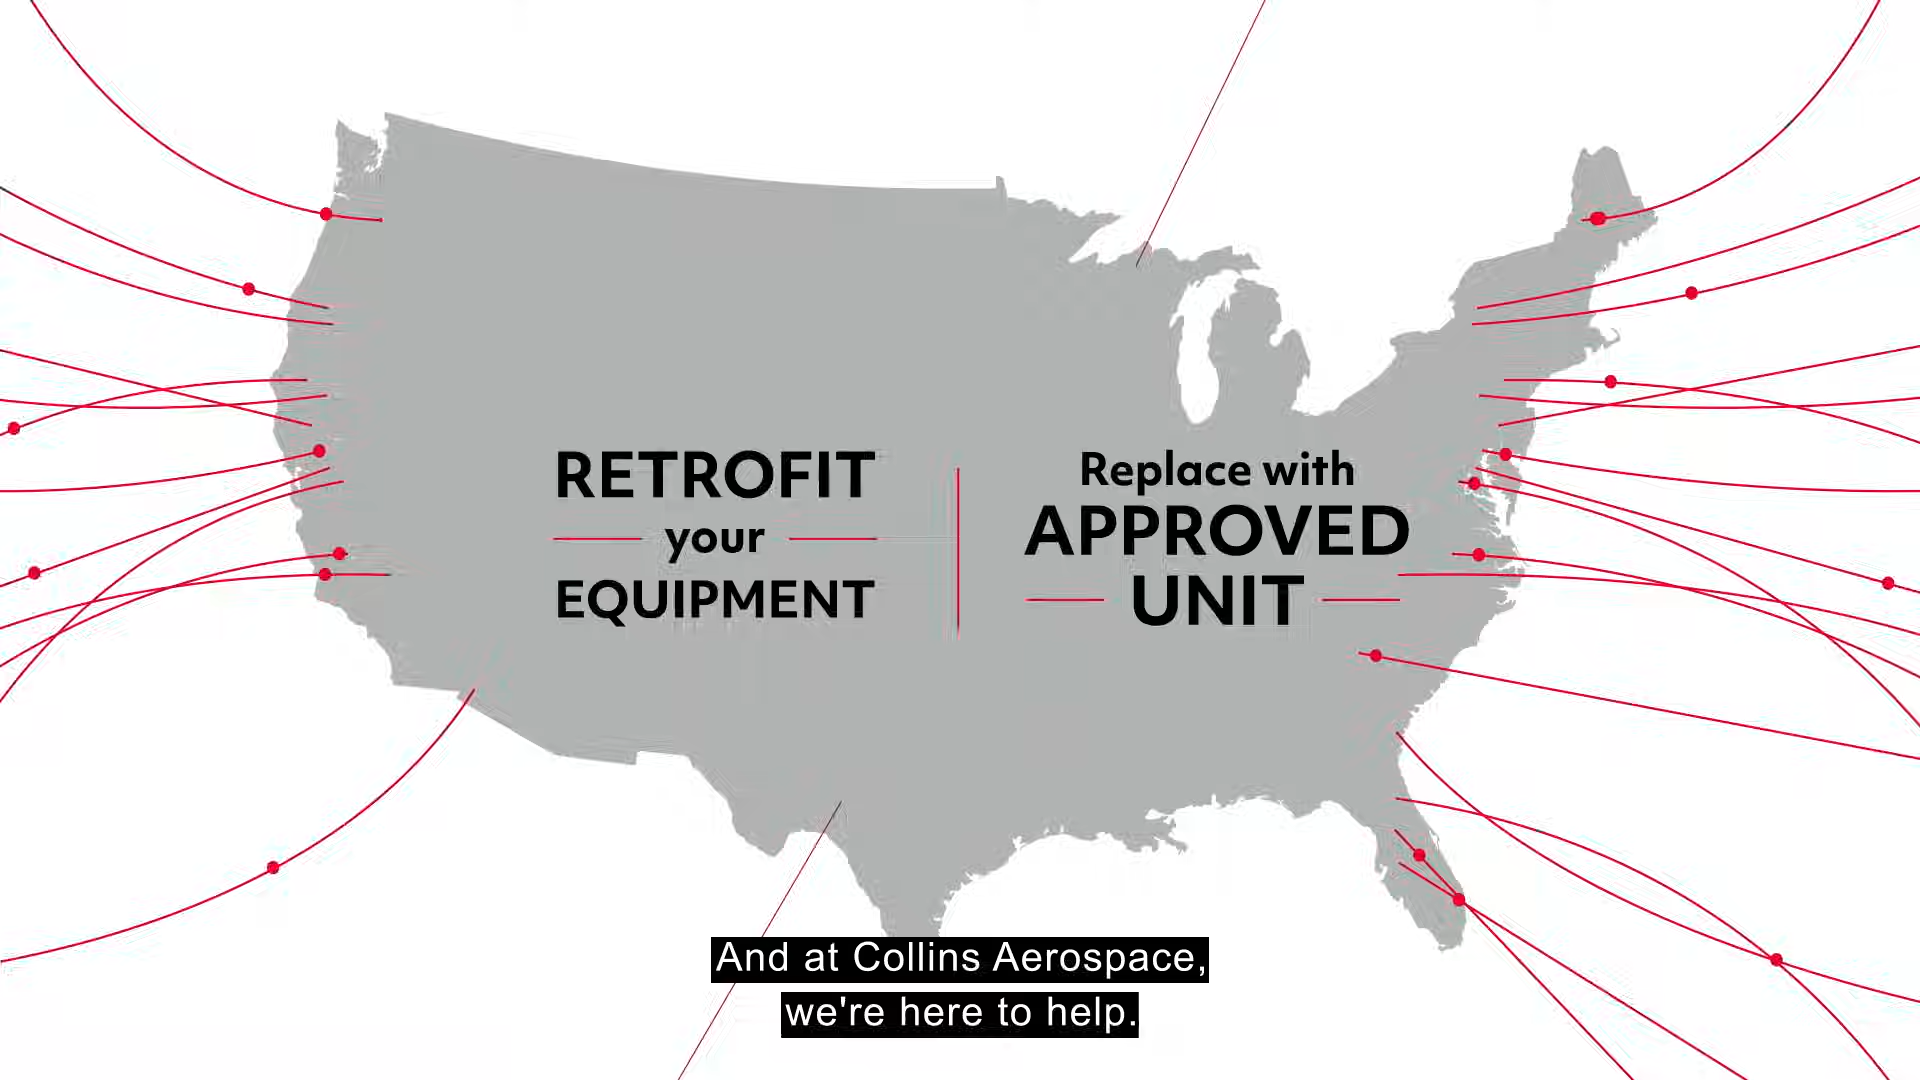 RETROFIT
your
EQUIPMENT
Replace with
APPROVED
UNIT
And at Collins Aerospace,
we're here to help.